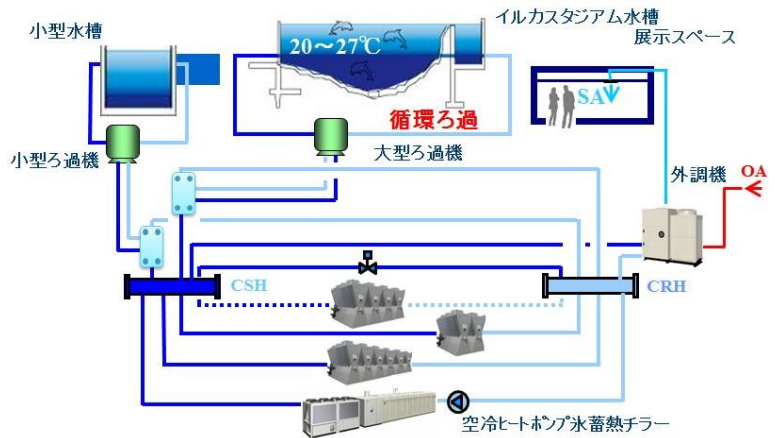 小型水槽
イルカスタジアム水槽
展示スペース
20～27℃
SA
循環ろ過
小型ろ過機
大型ろ過機
外調機
OA
CSH
CRH
空冷ヒートポンプ氷蓄熱チラー